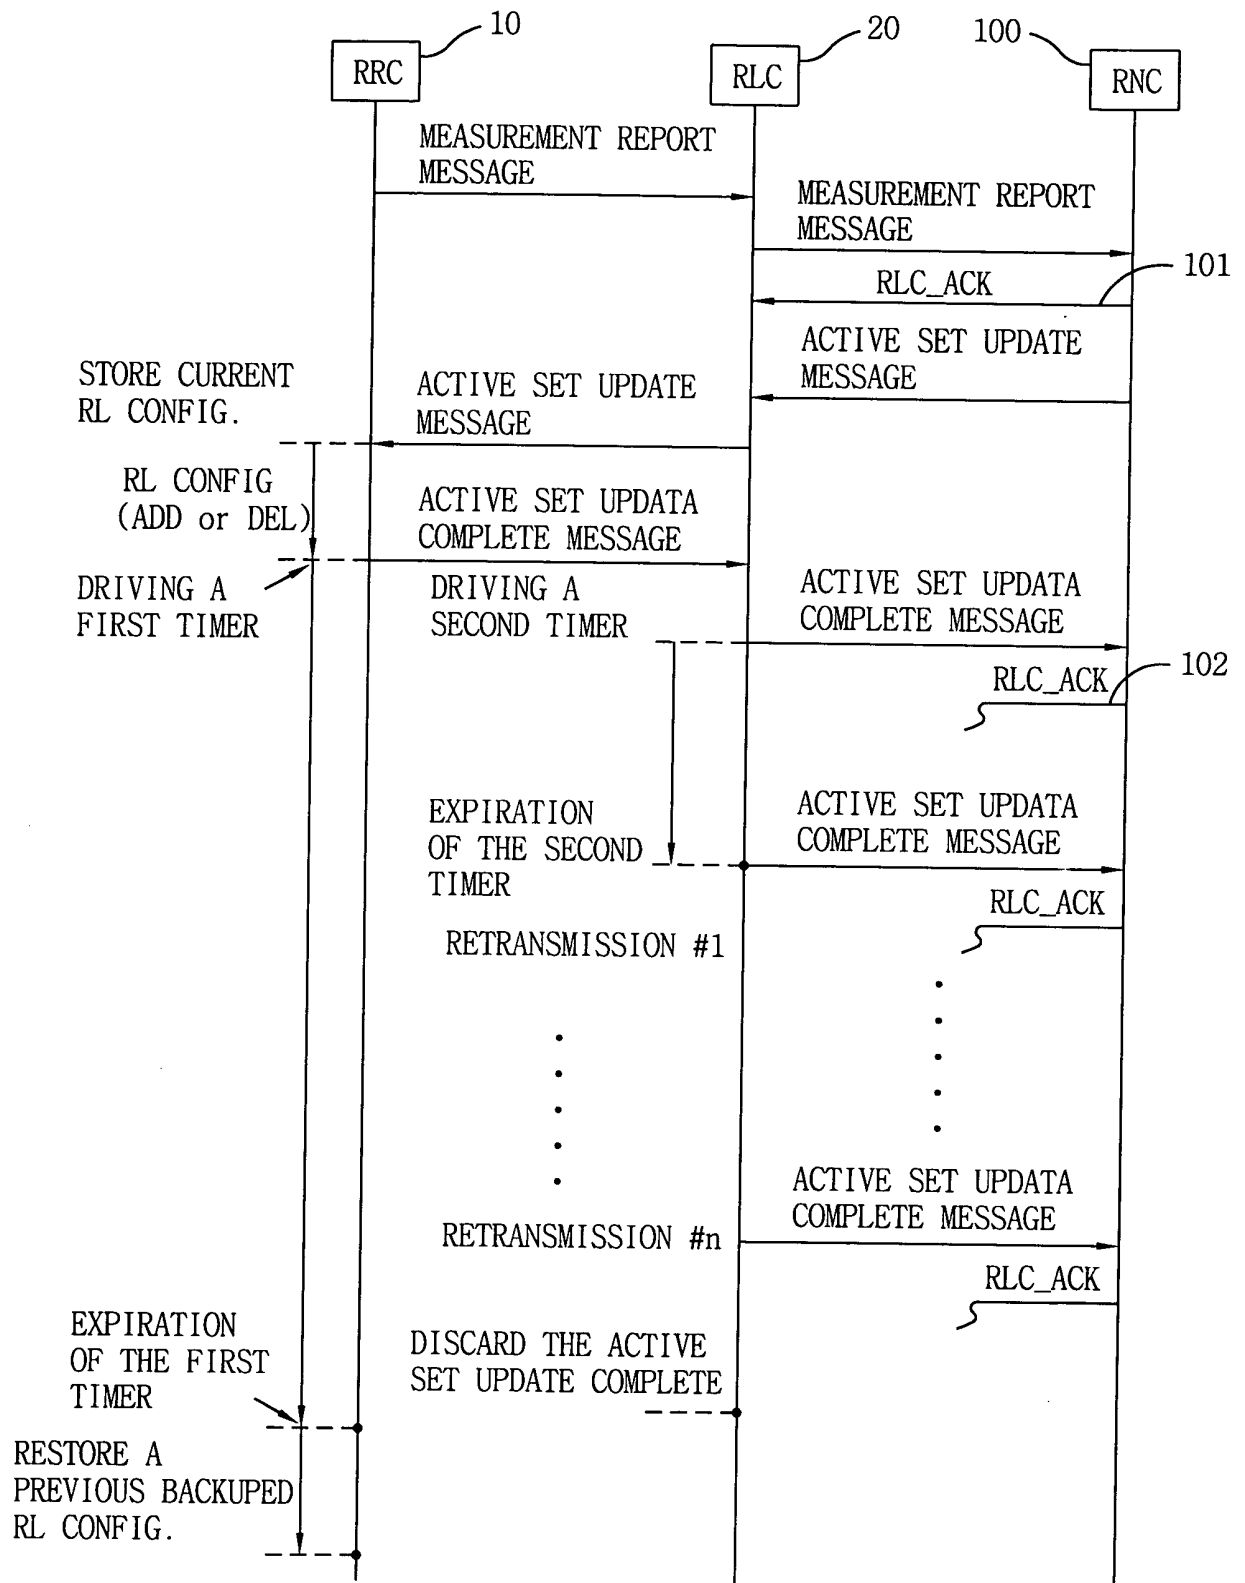 10
20
100
RRC
RLC
RNC
MEASUREMENT REPORT
MESSAGE
MEASUREMENT REPORT
MESSAGE
101
RLC_ACK
ACTIVE SET UPDATE
MESSAGE
STORE CURRENT
RL CONFIG.
ACTIVE SET UPDATE
MESSAGE
RL CONFIG
(ADD or DEL)
ACTIVE SET UPDATA
COMPLETE MESSAGE
DRIVING A
FIRST TIMER
DRIVING A
SECOND TIMER
ACTIVE SET UPDATA
COMPLETE MESSAGE
102
RLC_ACK
EXPIRATION
OF THE SECOND
TIMER
ACTIVE SET UPDATA
COMPLETE MESSAGE
RLC_ACK
RETRANSMISSION #1
ACTIVE SET UPDATA
COMPLETE MESSAGE
RETRANSMISSION #n
RLC_ACK
EXPIRATION
OF THE FIRST
TIMER
DISCARD THE ACTIVE
SET UPDATE COMPLETE
RESTORE A
PREVIOUS BACKUPED
RL CONFIG.